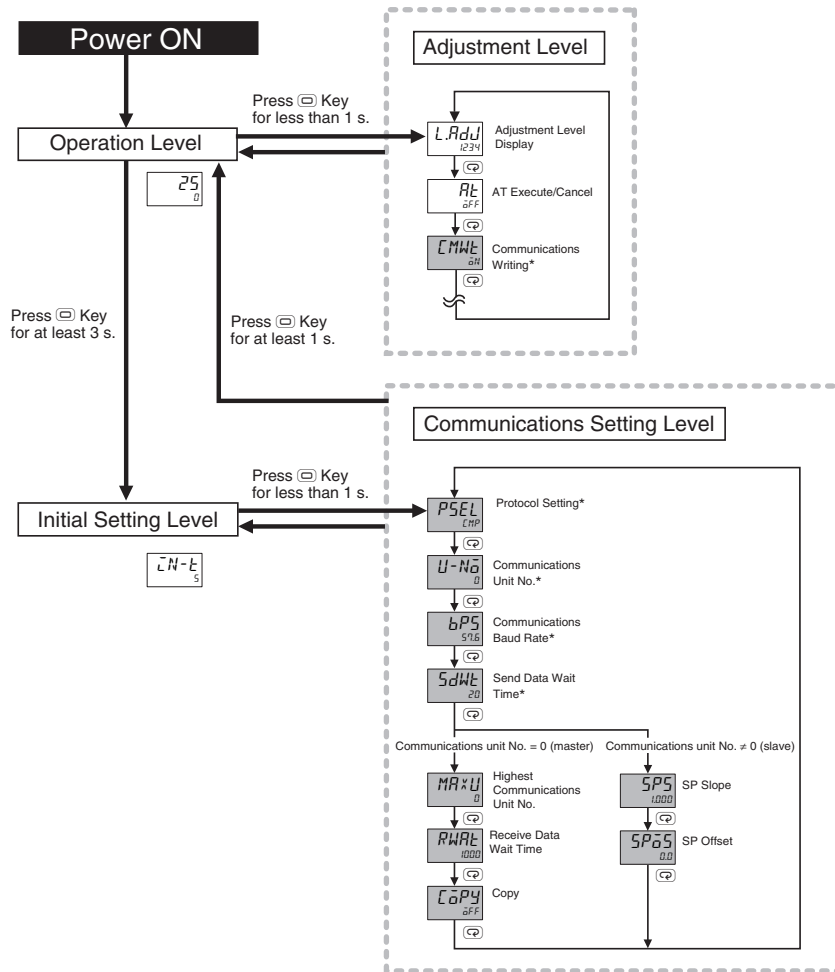 Power ON
Adjustment Level
Press Key
for less than 1 s.
Operation Level
25
0
L.AdJ
1234
Adjustment Level
Display
At
oFF
AT Execute/Cancel
CMWt
oN
Communications
Writing*
Press Key
for at least 3 s.
Press Key
for at least 1 s.
Communications Setting Level
Press Key
for less than 1 s.
Initial Setting Level
iN-t
5
PSEL
CMP
Protocol Setting*
U-No
0
Communications
Unit No.*
bPS
57.6
Communications
Baud Rate*
SdWt
20
Send Data Wait
Time*
Communications unit No. = 0 (master)
Communications unit No. ≠ 0 (slave)
MAxU
0
Highest
Communications
Unit No.
SPS
1.000
SP Slope
RWAt
1000
Receive Data
Wait Time
SPoS
0.0
SP Offset
CoPy
oFF
Copy